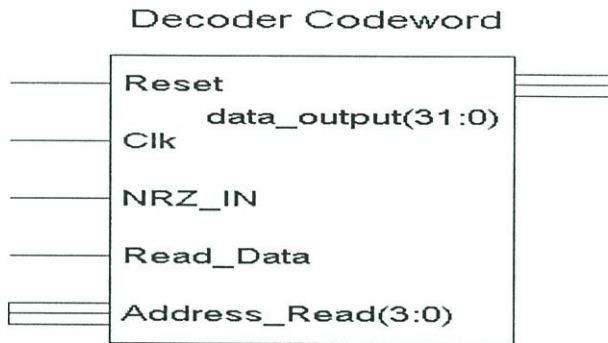 Decoder Codeword
Reset
data_output(31:0)
Clk
NRZ_IN
Read_Data
Address_Read(3:0)